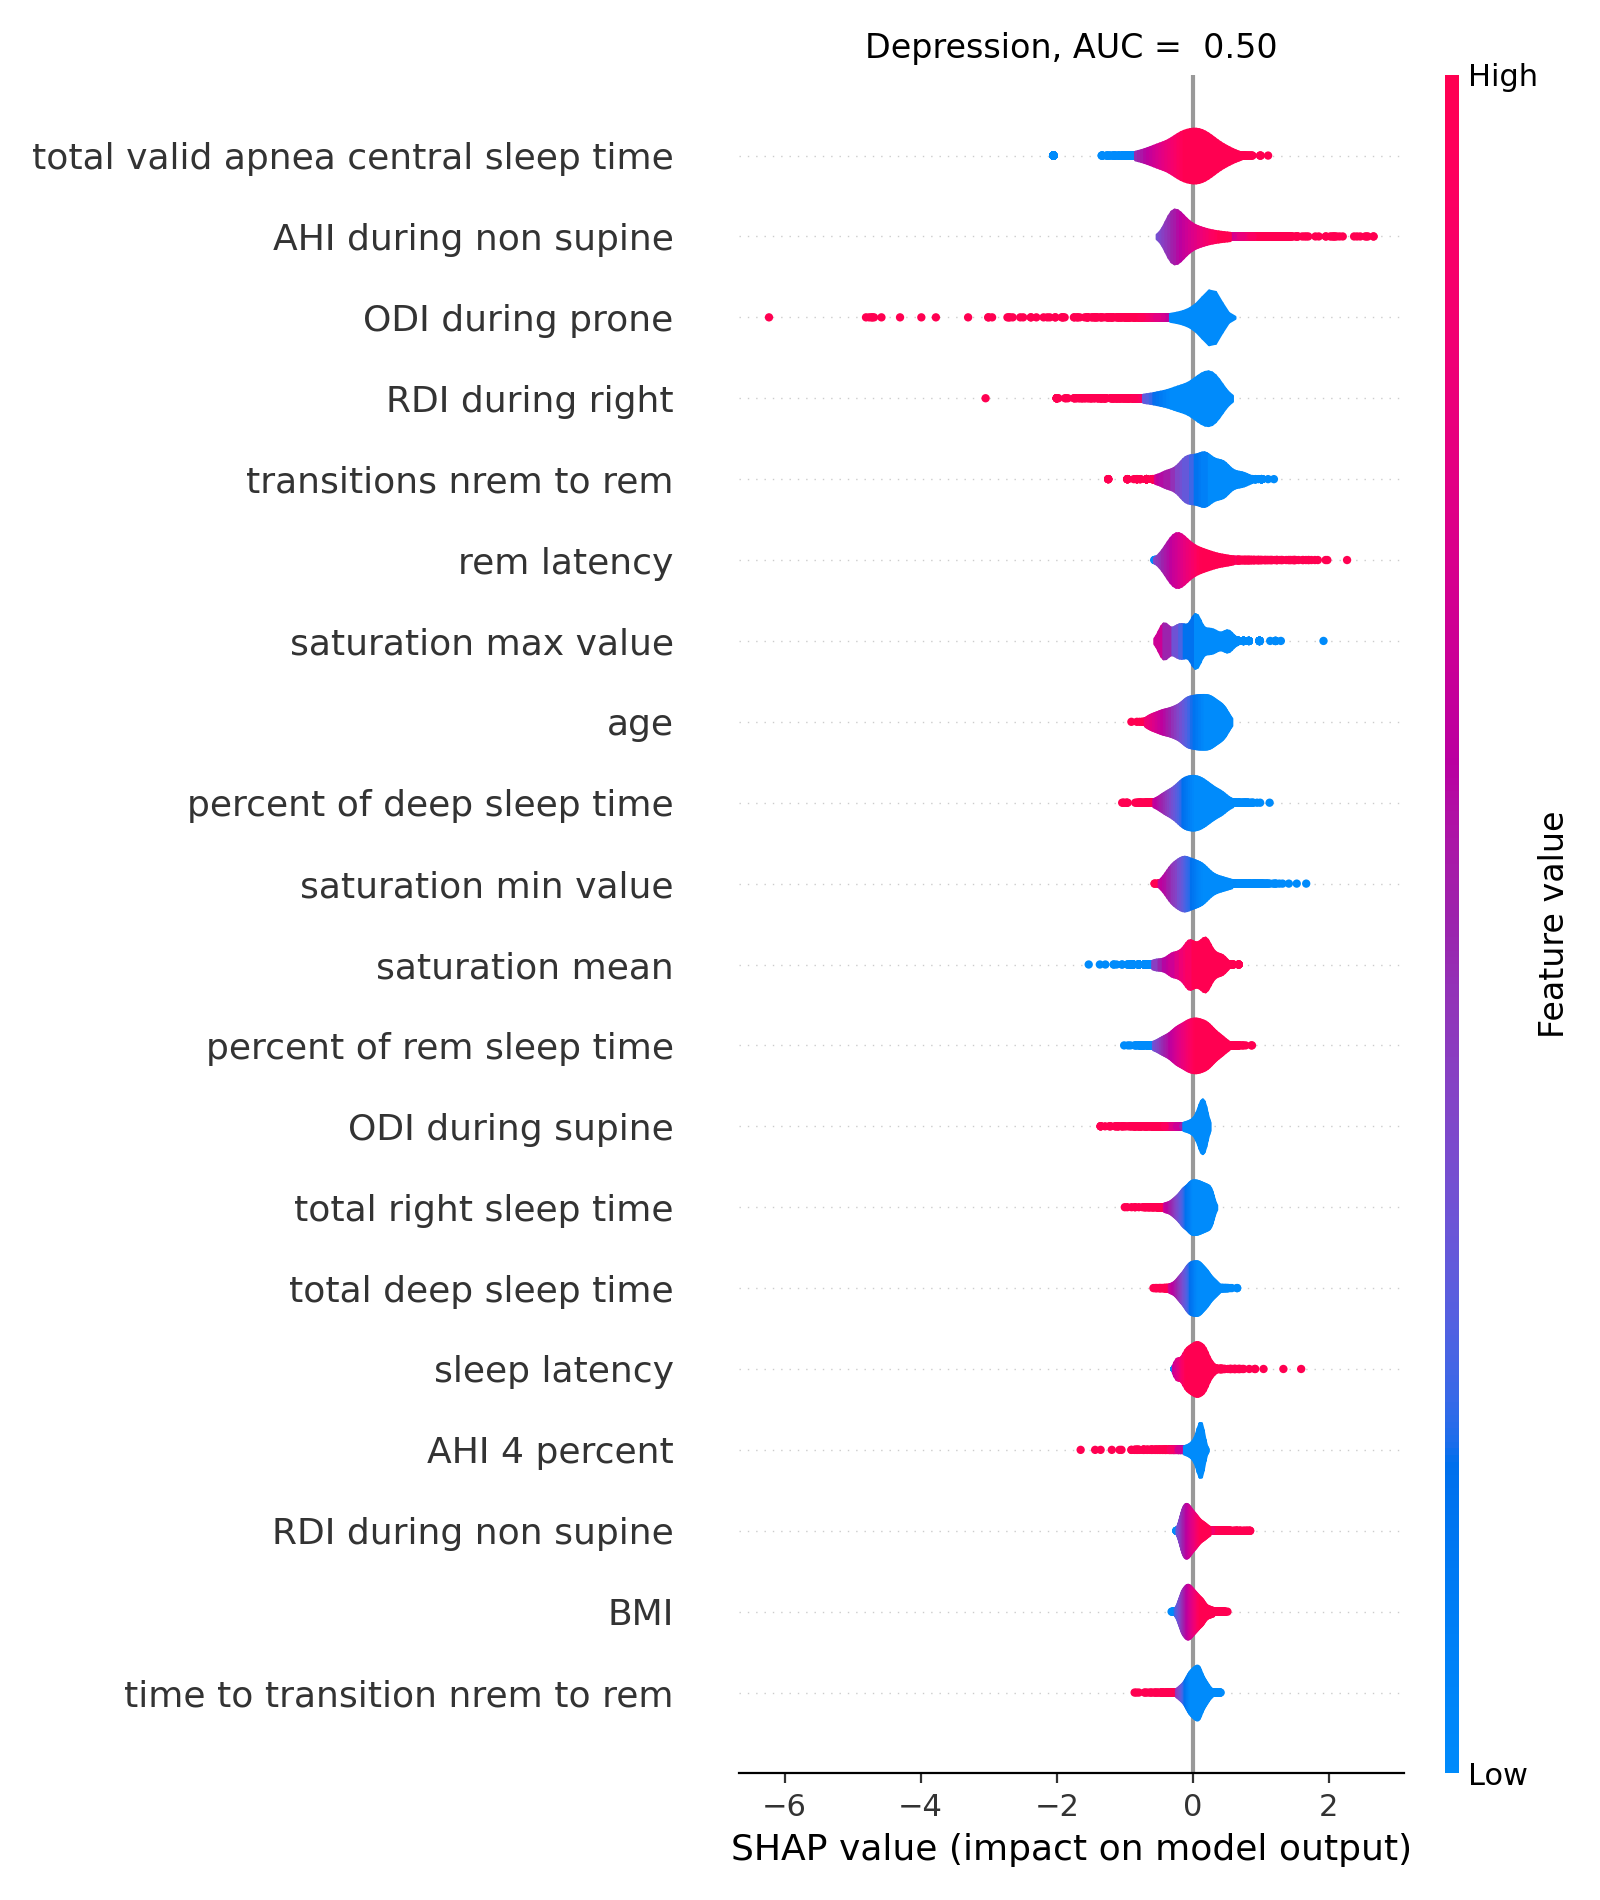 Depression, AUC =  0.50
High
total valid apnea central sleep time
AHI during non supine
ODI during prone
RDI during right
transitions nrem to rem
rem latency
saturation max value
age
percent of deep sleep time
saturation min value
saturation mean
percent of rem sleep time
ODI during supine
total right sleep time
total deep sleep time
sleep latency
AHI 4 percent
RDI during non supine
BMI
time to transition nrem to rem
Feature value
Low
−6 −4 −2 0 2
SHAP value (impact on model output)